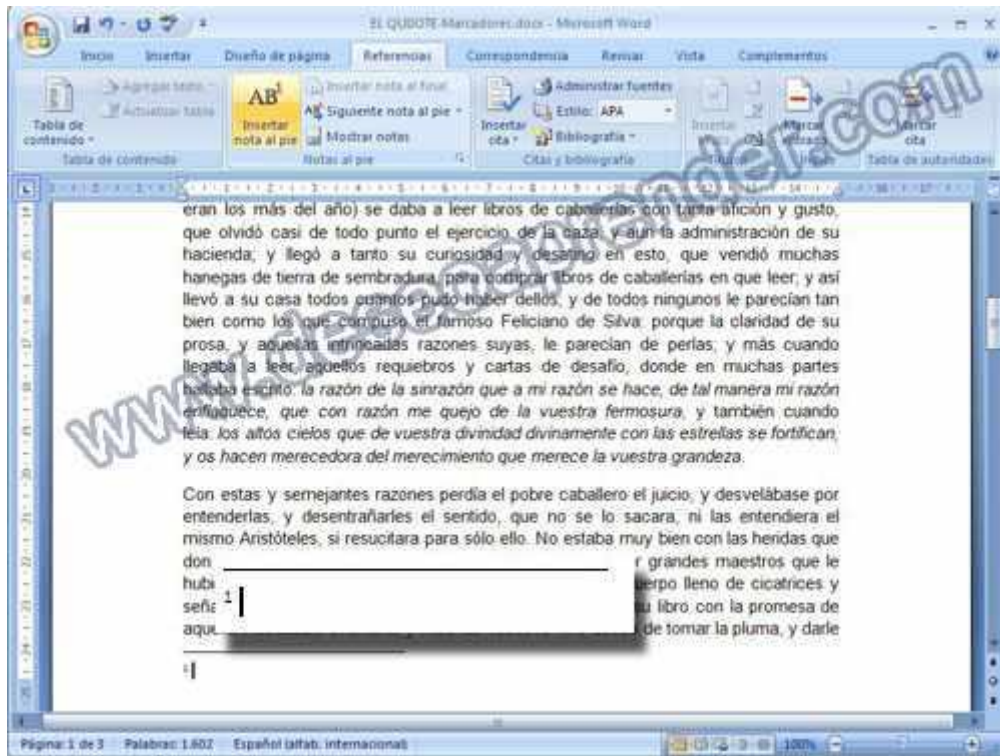 EL QUIJOTE-Marcadores.docx - Microsoft Word
Inicio Insertar Diseño de página Referencias Correspondencia Revisar Vista Complementos
Tabla de contenido
Agregar texto
Actualizar tabla
Tabla de contenido
AB¹
Insertar nota al pie
Insertar nota al final
Siguiente nota al pie
Mostrar notas
Notas al pie
Insertar cita
Administrar fuentes
Estilo: APA
Bibliografía
Citas y bibliografía
Insertar
Marcar entrada
Marcar cita
Tabla de autoridades
www.deseoaprender.com
eran los más del año) se daba a leer libros de caballerías con tanta afición y gusto,
que olvidó casi de todo punto el ejercicio de la caza, y aun la administración de su
hacienda; y llegó a tanto su curiosidad y desatino en esto, que vendió muchas
hanegas de tierra de sembradura, para comprar libros de caballerías en que leer; y así
llevó a su casa todos cuantos pudo haber dellos; y de todos ningunos le parecían tan
bien como los que compuso el famoso Feliciano de Silva: porque la claridad de su
prosa, y aquellas intrincadas razones suyas, le parecían de perlas; y más cuando
llegaba a leer aquellos requiebros y cartas de desafío, donde en muchas partes
hallaba escrito: la razón de la sinrazón que a mi razón se hace, de tal manera mi razón
enflaquece, que con razón me quejo de la vuestra fermosura, y también cuando
leía: los altos cielos que de vuestra divinidad divinamente con las estrellas se fortifican,
y os hacen merecedora del merecimiento que merece la vuestra grandeza.
Con estas y semejantes razones perdía el pobre caballero el juicio, y desvelábase por
entenderlas, y desentrañarles el sentido, que no se lo sacara, ni las entendiera el
mismo Aristóteles, si resucitara para sólo ello. No estaba muy bien con las heridas que
don r grandes maestros que le
hubi erpo lleno de cicatrices y
seña u libro con la promesa de
aque de tomar la pluma, y darle
1
1
Página: 1 de 3 Palabras: 1.602 Español (alfab. internacional) 100%